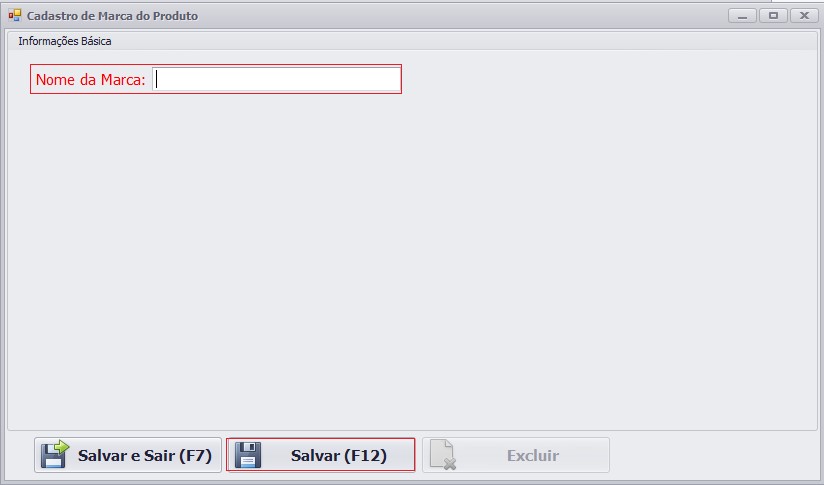 Cadastro de Marca do Produto
Informações Básica
Nome da Marca:
Salvar e Sair (F7)
Salvar (F12)
Excluir